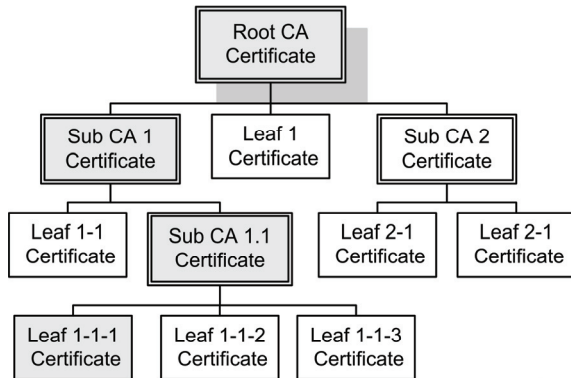 Root CA
Certificate
Sub CA 1
Certificate
Leaf 1
Certificate
Sub CA 2
Certificate
Leaf 1-1
Certificate
Sub CA 1.1
Certificate
Leaf 2-1
Certificate
Leaf 2-1
Certificate
Leaf 1-1-1
Certificate
Leaf 1-1-2
Certificate
Leaf 1-1-3
Certificate